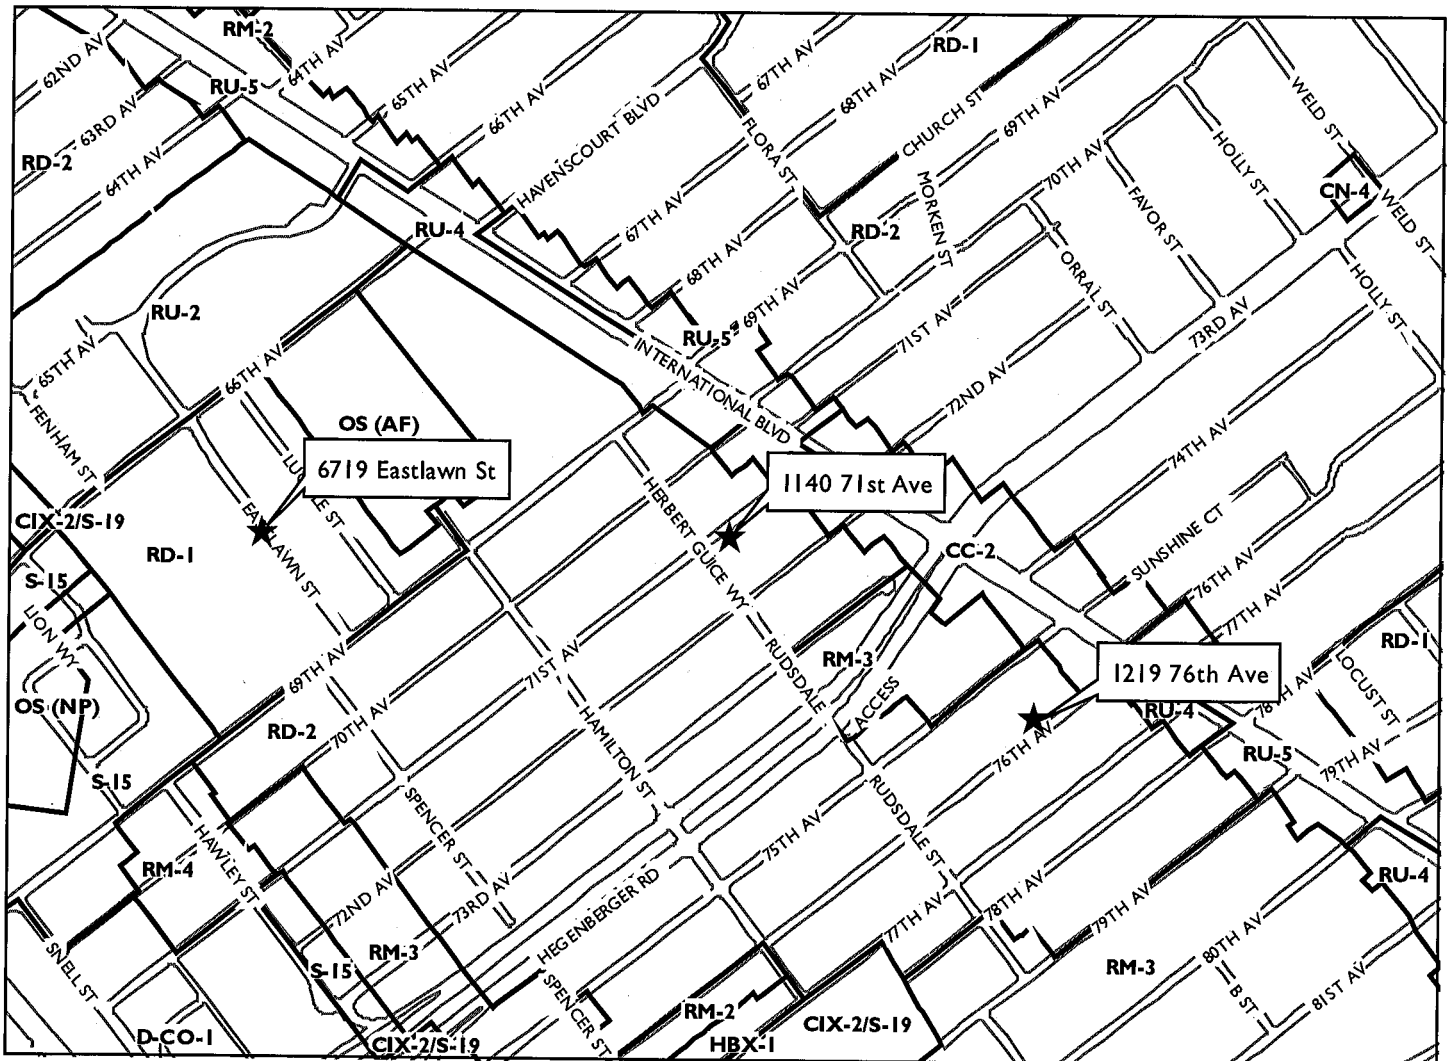 RM-2
62ND AV
64TH AV
RU-5
65TH AV
66TH AV
67TH AV
RD-1
63RD AV
68TH AV
CHURCH ST
69TH AV
WELD ST
RD-2
64TH AV
HAVENSCOURT BLVD
FLORA ST
HOLLY ST
70TH AV
MORKEN ST
CN-4
FAVOR ST
WELD ST
RU-4
67TH AV
RD-2
68TH AV
ORRAL ST
HOLLY ST
RU-2
69TH AV
71ST AV
73RD AV
RU-5
65TH AV
66TH AV
INTERNATIONAL BLVD
72ND AV
FENHAM ST
OS (AF)
6719 Eastlawn St
1140 71st Ave
74TH AV
HERBERT GUICE WY
CIX-2/S-19
RD-1
CC-2
SUNSHINE CT
76TH AV
77TH AV
S-15
LION WY
RUDSDALE
RM-3
ACCESS
RD-1
LOCUST ST
69TH AV
71ST AV
1219 76th Ave
OS (NP)
RD-2
70TH AV
HAMILTON ST
76TH AV
RU-4
RU-5
79TH AV
S-15
SPENCER ST
RUDSDALE ST
75TH AV
HAWLEY ST
RM-4
RU-4
72ND AV
73RD AV
HEGENBERGER RD
77TH AV
78TH AV
79TH AV
80TH AV
SNELL ST
S-15
RM-3
SPENCER ST
RM-3
B ST
81ST AV
RM-2
CIX-2/S-19
D-CO-1
CIX-2/S-19
HBX-1